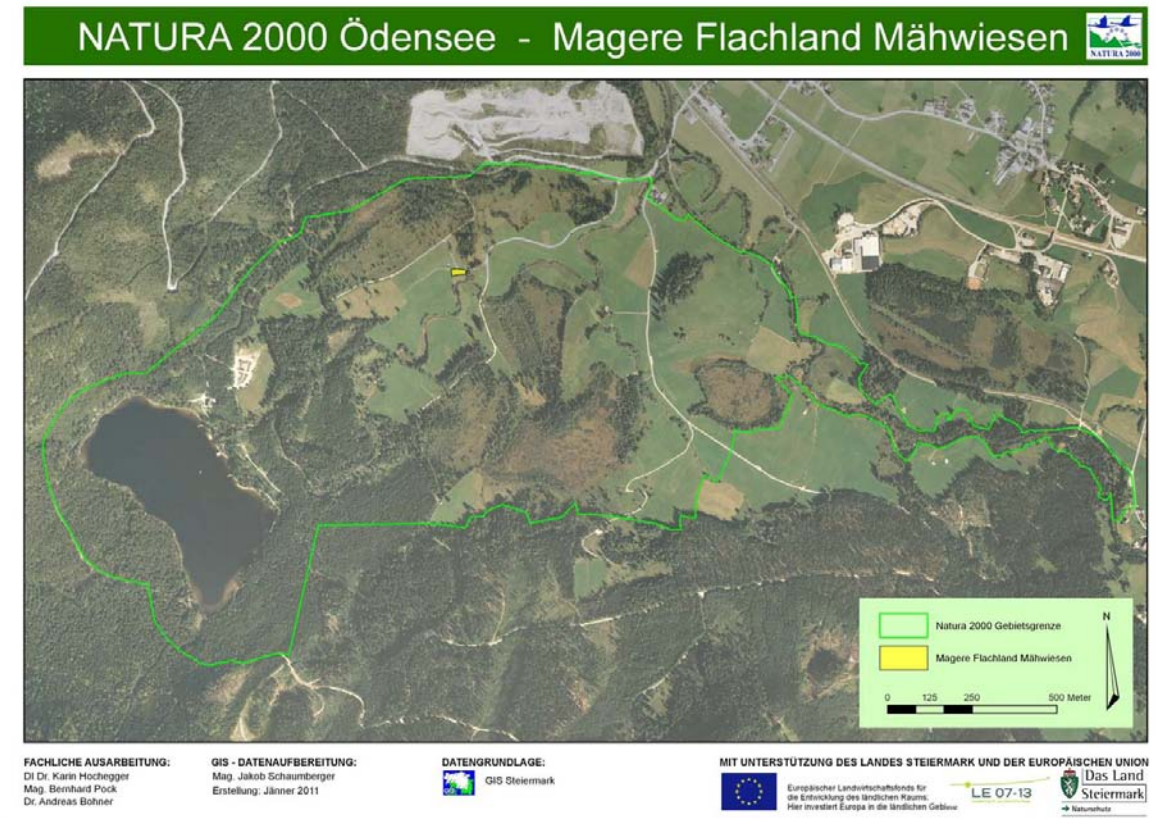 NATURA 2000 Ödensee - Magere Flachland Mähwiesen
NATURA 2000
Natura 2000 Gebietsgrenze
Magere Flachland Mähwiesen
N
0 125 250 500 Meter
FACHLICHE AUSARBEITUNG:
DI Dr. Karin Hochegger
Mag. Bernhard Pock
Dr. Andreas Bohner
GIS - DATENAUFBEREITUNG:
Mag. Jakob Schaumberger
Erstellung: Jänner 2011
DATENGRUNDLAGE:
GIS Steiermark
MIT UNTERSTÜTZUNG DES LANDES STEIERMARK UND DER EUROPÄISCHEN UNION
Europäischer Landwirtschaftsfonds für
die Entwicklung des ländlichen Raums:
Hier investiert Europa in die ländlichen Gebiete
LE 07-13
Das Land
Steiermark
→ Naturschutz